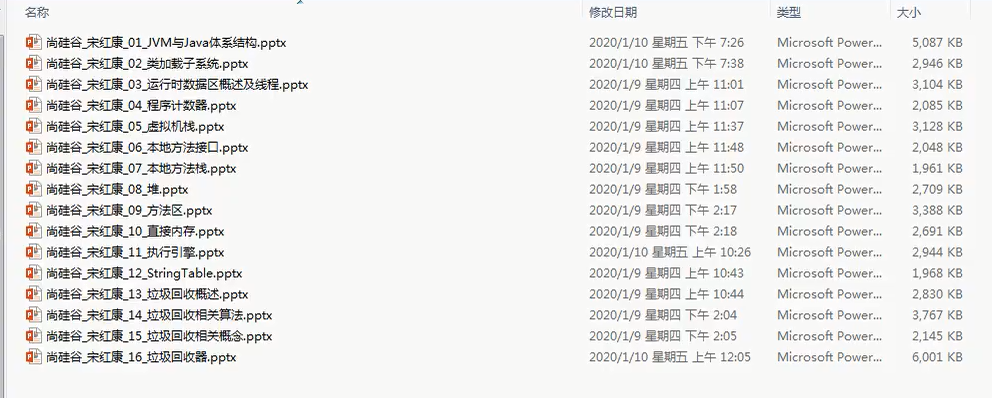 名称 修改日期 类型 大小
尚硅谷_宋红康_01_JVM与Java体系结构.pptx 2020/1/10 星期五 下午 7:26 Microsoft Power... 5,087 KB
尚硅谷_宋红康_02_类加载子系统.pptx 2020/1/10 星期五 下午 7:38 Microsoft Power... 2,946 KB
尚硅谷_宋红康_03_运行时数据区概述及线程.pptx 2020/1/9 星期四 上午 11:01 Microsoft Power... 3,104 KB
尚硅谷_宋红康_04_程序计数器.pptx 2020/1/9 星期四 上午 11:07 Microsoft Power... 2,085 KB
尚硅谷_宋红康_05_虚拟机栈.pptx 2020/1/9 星期四 上午 11:37 Microsoft Power... 3,128 KB
尚硅谷_宋红康_06_本地方法接口.pptx 2020/1/9 星期四 上午 11:48 Microsoft Power... 2,048 KB
尚硅谷_宋红康_07_本地方法栈.pptx 2020/1/9 星期四 上午 11:50 Microsoft Power... 1,961 KB
尚硅谷_宋红康_08_堆.pptx 2020/1/9 星期四 下午 1:58 Microsoft Power... 2,709 KB
尚硅谷_宋红康_09_方法区.pptx 2020/1/9 星期四 下午 2:17 Microsoft Power... 3,388 KB
尚硅谷_宋红康_10_直接内存.pptx 2020/1/9 星期四 下午 2:18 Microsoft Power... 2,691 KB
尚硅谷_宋红康_11_执行引擎.pptx 2020/1/10 星期五 上午 10:26 Microsoft Power... 2,944 KB
尚硅谷_宋红康_12_StringTable.pptx 2020/1/9 星期四 上午 10:43 Microsoft Power... 1,968 KB
尚硅谷_宋红康_13_垃圾回收概述.pptx 2020/1/9 星期四 上午 10:44 Microsoft Power... 2,830 KB
尚硅谷_宋红康_14_垃圾回收相关算法.pptx 2020/1/9 星期四 下午 2:04 Microsoft Power... 3,767 KB
尚硅谷_宋红康_15_垃圾回收相关概念.pptx 2020/1/9 星期四 下午 2:05 Microsoft Power... 2,145 KB
尚硅谷_宋红康_16_垃圾回收器.pptx 2020/1/10 星期五 上午 12:05 Microsoft Power... 6,001 KB